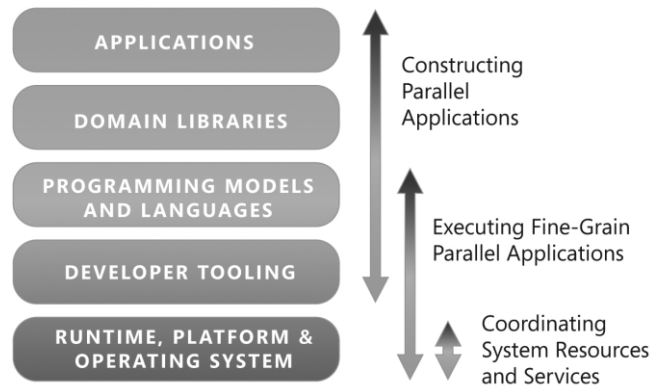 APPLICATIONS
DOMAIN LIBRARIES
PROGRAMMING MODELS
AND LANGUAGES
DEVELOPER TOOLING
RUNTIME, PLATFORM &
OPERATING SYSTEM
Constructing
Parallel
Applications
Executing Fine-Grain
Parallel Applications
Coordinating
System Resources
and Services